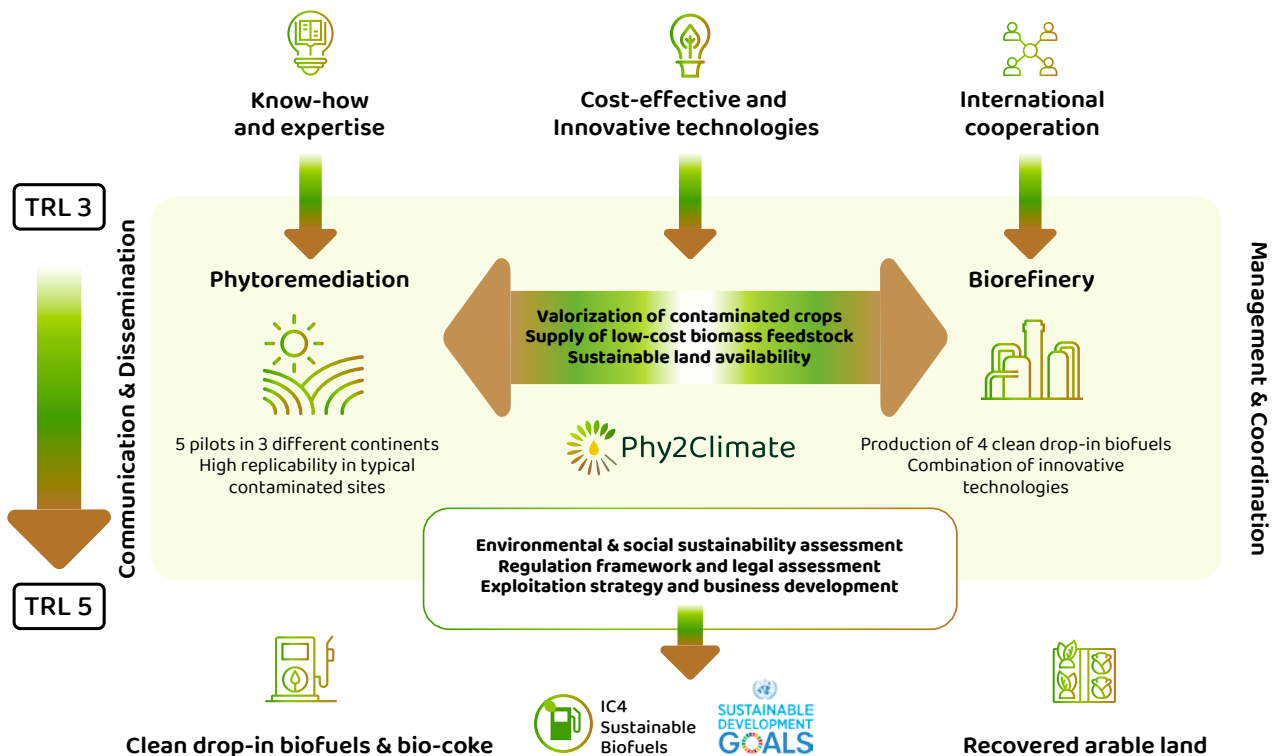 Know-how
and expertise
Cost-effective and
Innovative technologies
International
cooperation
TRL 3
Communication & Dissemination
TRL 5
Phytoremediation
5 pilots in 3 different continents
High replicability in typical
contaminated sites
Valorization of contaminated crops
Supply of low-cost biomass feedstock
Sustainable land availability
Phy2Climate
Biorefinery
Production of 4 clean drop-in biofuels
Combination of innovative
technologies
Management & Coordination
Environmental & social sustainability assessment
Regulation framework and legal assessment
Exploitation strategy and business development
Clean drop-in biofuels & bio-coke
IC4
Sustainable
Biofuels
SUSTAINABLE
DEVELOPMENT
GOALS
Recovered arable land